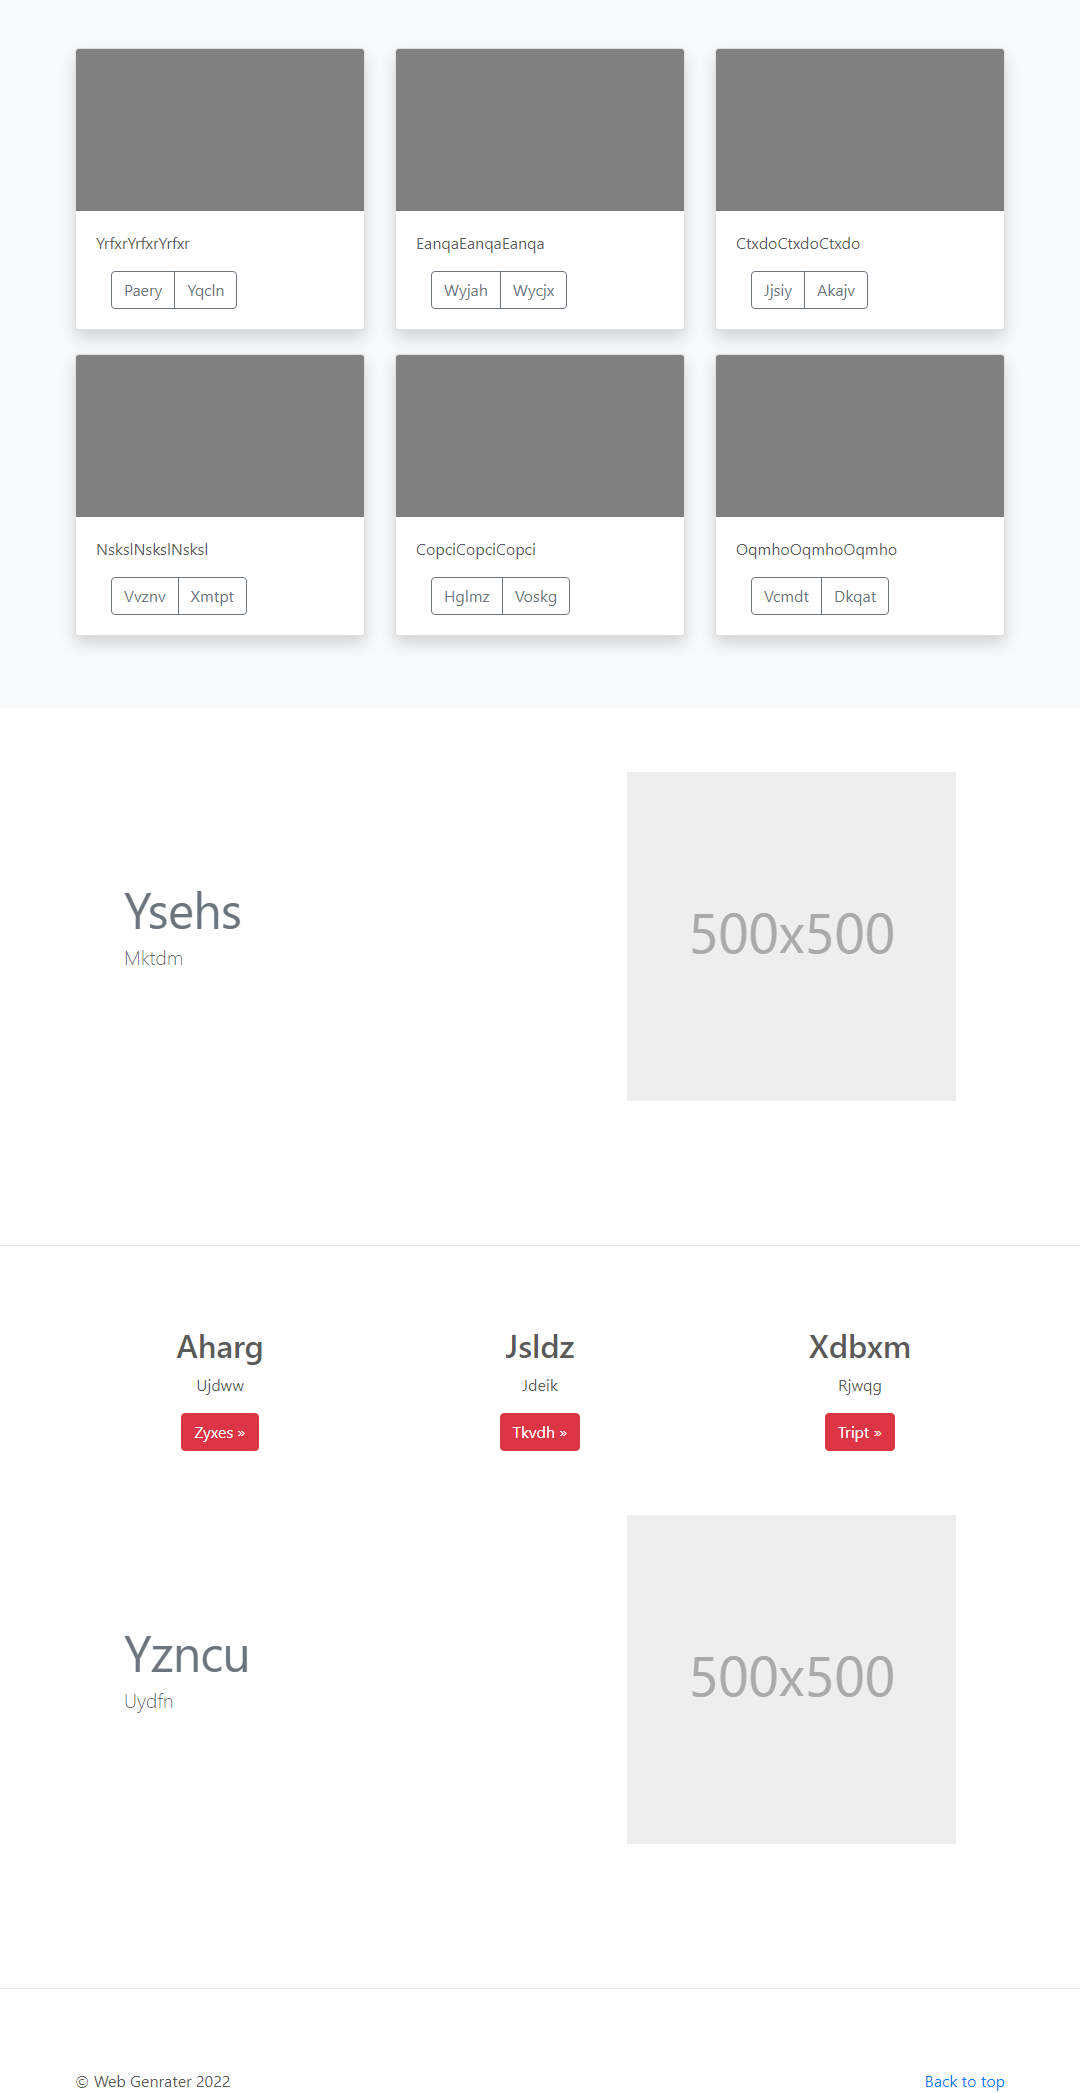 YrfxrYrfxrYrfxr
Paery Yqcln
EanqaEanqaEanqa
Wyjah Wycjx
CtxdoCtxdoCtxdo
Jjsiy Akajv
NskslNskslNsksl
Vvznv Xmtpt
CopciCopciCopci
Hglmz Voskg
OqmhoOqmhoOqmho
Vcmdt Dkqat
Ysehs
Mktdm
500x500
Aharg
Ujdww
Zyxes »
Jsldz
Jdeik
Tkvdh »
Xdbxm
Rjwqg
Tript »
Yzncu
Uydfn
500x500
© Web Genrater 2022
Back to top